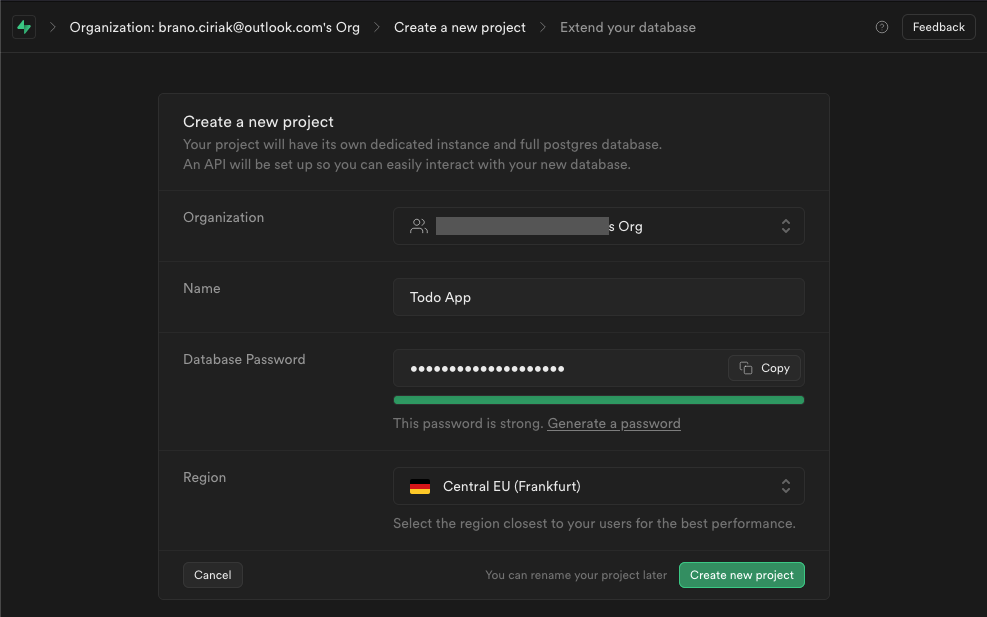 Organization: brano.ciriak@outlook.com's Org > Create a new project > Extend your database
Feedback
Create a new project
Your project will have its own dedicated instance and full postgres database.
An API will be set up so you can easily interact with your new database.
Organization
s Org
Name
Todo App
Database Password
Copy
This password is strong. Generate a password
Region
Central EU (Frankfurt)
Select the region closest to your users for the best performance.
Cancel
You can rename your project later
Create new project